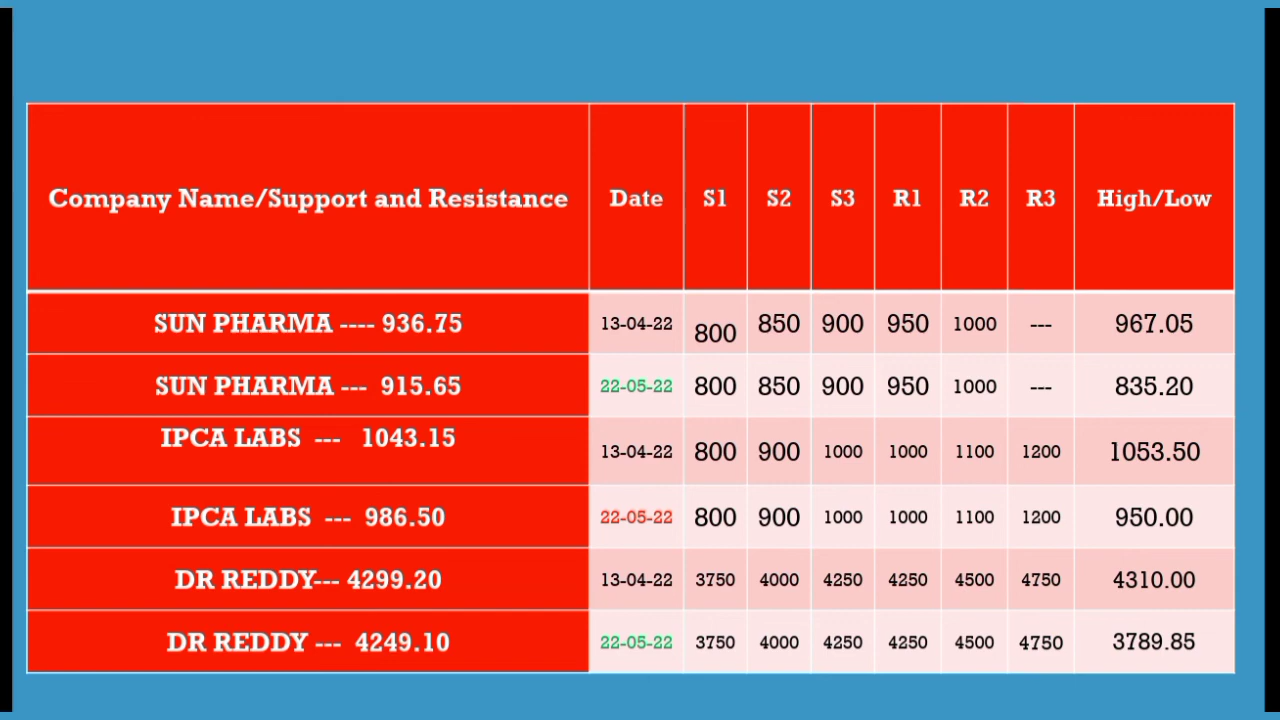 Company Name/Support and Resistance Date S1 S2 S3 R1 R2 R3 High/Low
SUN PHARMA ---- 936.75 13-04-22 800 850 900 950 1000 --- 967.05
SUN PHARMA --- 915.65 22-05-22 800 850 900 950 1000 --- 835.20
IPCA LABS --- 1043.15 13-04-22 800 900 1000 1000 1100 1200 1053.50
IPCA LABS --- 986.50 22-05-22 800 900 1000 1000 1100 1200 950.00
DR REDDY--- 4299.20 13-04-22 3750 4000 4250 4250 4500 4750 4310.00
DR REDDY --- 4249.10 22-05-22 3750 4000 4250 4250 4500 4750 3789.85